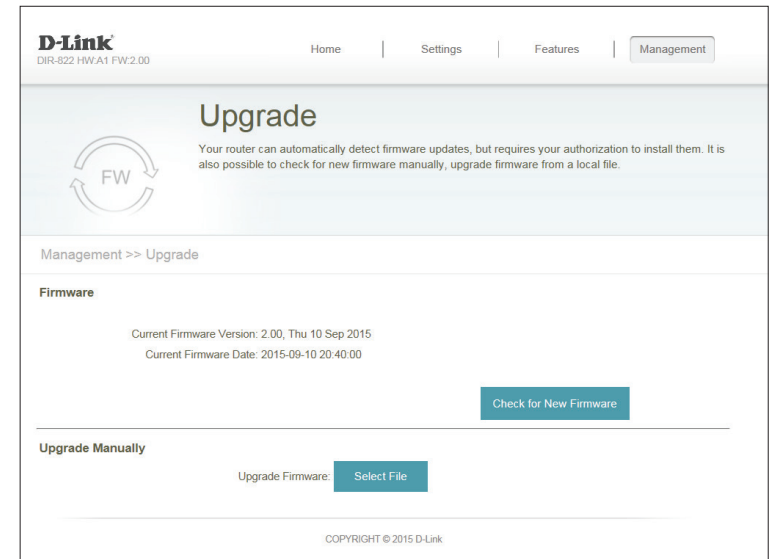 D-Link
DIR-822 HW:A1 FW:2.00
Home | Settings | Features | Management
Upgrade
Your router can automatically detect firmware updates, but requires your authorization to install them. It is
also possible to check for new firmware manually, upgrade firmware from a local file.
FW
Management >> Upgrade
Firmware
Current Firmware Version: 2.00, Thu 10 Sep 2015
Current Firmware Date: 2015-09-10 20:40:00
Check for New Firmware
Upgrade Manually
Upgrade Firmware: Select File
COPYRIGHT © 2015 D-Link